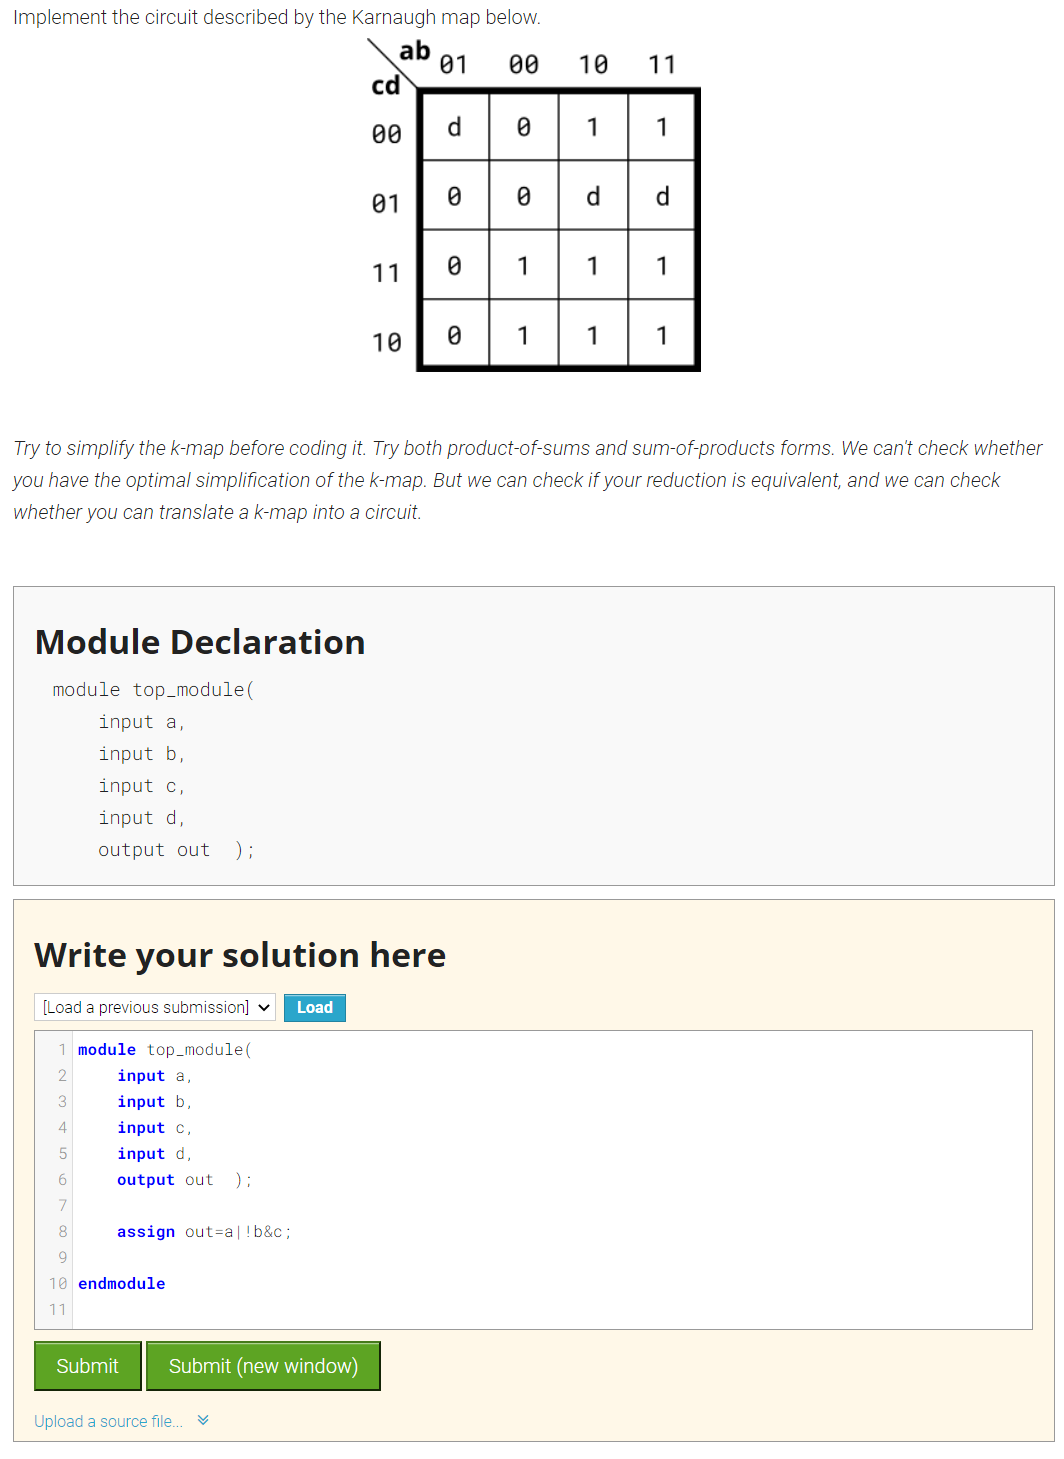 Implement the circuit described by the Karnaugh map below.
ab
01 00 10 11
cd
00 d 0 1 1
01 0 0 d d
11 0 1 1 1
10 0 1 1 1
Try to simplify the k-map before coding it. Try both product-of-sums and sum-of-products forms. We can't check whether
you have the optimal simplification of the k-map. But we can check if your reduction is equivalent, and we can check
whether you can translate a k-map into a circuit.
Module Declaration
module top_module(
    input a,
    input b,
    input c,
    input d,
    output out  );
Write your solution here
[Load a previous submission] Load
1 module top_module(
2     input a,
3     input b,
4     input c,
5     input d,
6     output out  );
7
8     assign out=a|!b&c;
9
10 endmodule
11
Submit Submit (new window)
Upload a source file...